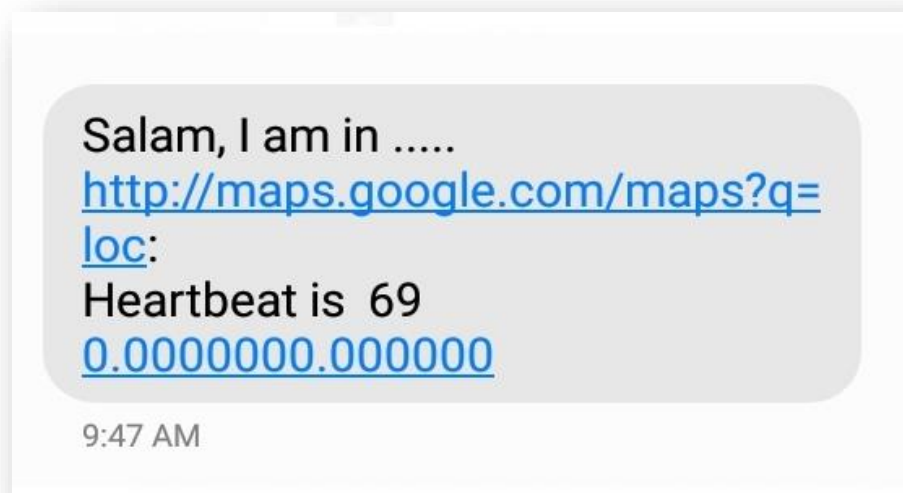 Salam, I am in .....
http://maps.google.com/maps?q=
loc:
Heartbeat is  69
0.0000000.000000
9:47 AM